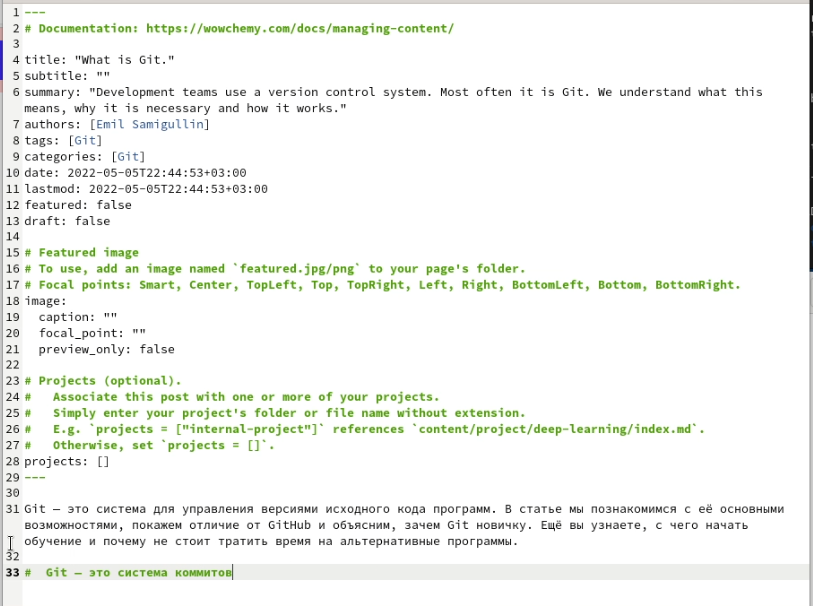 1 ---
2 # Documentation: https://wowchemy.com/docs/managing-content/
3
4 title: "What is Git."
5 subtitle: ""
6 summary: "Development teams use a version control system. Most often it is Git. We understand what this
means, why it is necessary and how it works."
7 authors: [Emil Samigullin]
8 tags: [Git]
9 categories: [Git]
10 date: 2022-05-05T22:44:53+03:00
11 lastmod: 2022-05-05T22:44:53+03:00
12 featured: false
13 draft: false
14
15 # Featured image
16 # To use, add an image named `featured.jpg/png` to your page's folder.
17 # Focal points: Smart, Center, TopLeft, Top, TopRight, Left, Right, BottomLeft, Bottom, BottomRight.
18 image:
19   caption: ""
20   focal_point: ""
21   preview_only: false
22
23 # Projects (optional).
24 #   Associate this post with one or more of your projects.
25 #   Simply enter your project's folder or file name without extension.
26 #   E.g. `projects = ["internal-project"]` references `content/project/deep-learning/index.md`.
27 #   Otherwise, set `projects = []`.
28 projects: []
29 ---
30
31 Git — это система для управления версиями исходного кода программ. В статье мы познакомимся с её основными
возможностями, покажем отличие от GitHub и объясним, зачем Git новичку. Ещё вы узнаете, с чего начать
обучение и почему не стоит тратить время на альтернативные программы.
32
33 #  Git — это система коммитов